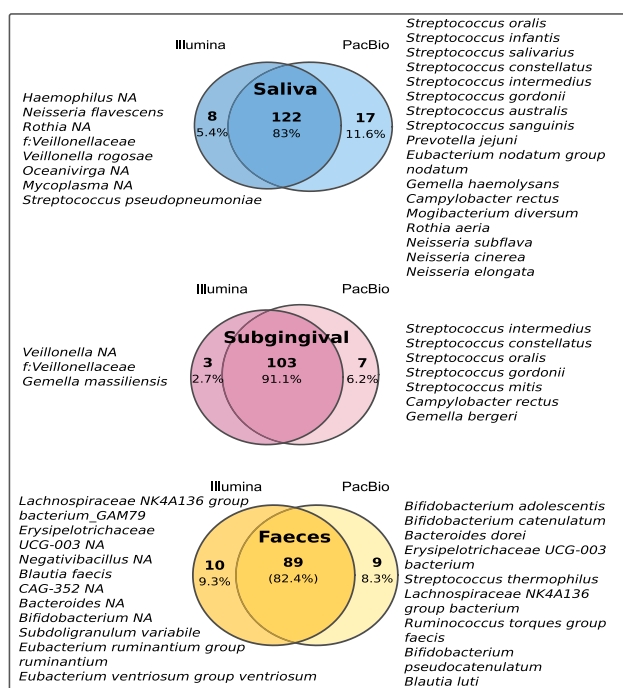 Illumina
PacBio
Haemophilus NA
Neisseria flavescens
Rothia NA
f:Veillonellaceae
Veillonella rogosae
Oceanivirga NA
Mycoplasma NA
Streptococcus pseudopneumoniae
Saliva
8
5.4%
122
83%
17
11.6%
Streptococcus oralis
Streptococcus infantis
Streptococcus salivarius
Streptococcus constellatus
Streptococcus intermedius
Streptococcus gordonii
Streptococcus australis
Streptococcus sanguinis
Prevotella jejuni
Eubacterium nodatum group
nodatum
Gemella haemolysans
Campylobacter rectus
Mogibacterium diversum
Rothia aeria
Neisseria subflava
Neisseria cinerea
Neisseria elongata
Illumina
PacBio
Veillonella NA
f:Veillonellaceae
Gemella massiliensis
Subgingival
3
2.7%
103
91.1%
7
6.2%
Streptococcus intermedius
Streptococcus constellatus
Streptococcus oralis
Streptococcus gordonii
Streptococcus mitis
Campylobacter rectus
Gemella bergeri
Illumina
PacBio
Lachnospiraceae NK4A136 group
bacterium_GAM79
Erysipelotrichaceae
UCG-003 NA
Negativibacillus NA
Blautia faecis
CAG-352 NA
Bacteroides NA
Bifidobacterium NA
Subdoligranulum variabile
Eubacterium ruminantium group
ruminantium
Eubacterium ventriosum group ventriosum
Faeces
10
9.3%
89
(82.4%)
9
8.3%
Bifidobacterium adolescentis
Bifidobacterium catenulatum
Bacteroides dorei
Erysipelotrichaceae UCG-003
bacterium
Streptococcus thermophilus
Lachnospiraceae NK4A136
group bacterium
Ruminococcus torques group
faecis
Bifidobacterium
pseudocatenulatum
Blautia luti